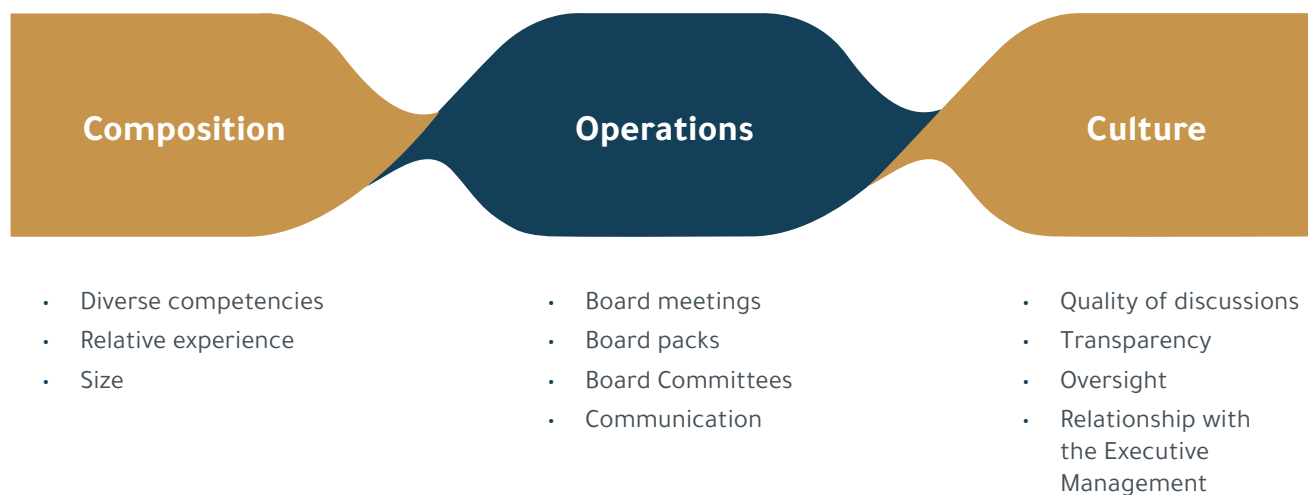 Composition
Operations
Culture
• Diverse competencies
• Relative experience
• Size
• Board meetings
• Board packs
• Board Committees
• Communication
• Quality of discussions
• Transparency
• Oversight
• Relationship with
the Executive
Management